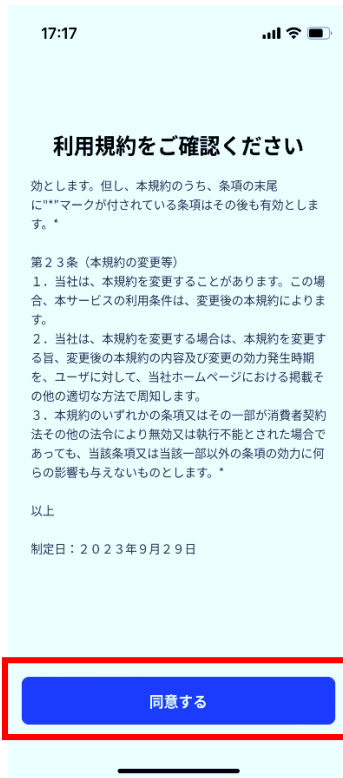 17:17
利用規約をご確認ください
効とします。但し、本規約のうち、条項の末尾
に"*"マークが付されている条項はその後も有効としま
す。*
第２３条（本規約の変更等）
１．当社は、本規約を変更することがあります。この場
合、本サービスの利用条件は、変更後の本規約によりま
す。
２．当社は、本規約を変更する場合は、本規約を変更す
る旨、変更後の本規約の内容及び変更の効力発生時期
を、ユーザに対して、当社ホームページにおける掲載そ
の他の適切な方法で周知します。
３．本規約のいずれかの条項又はその一部が消費者契約
法その他の法令により無効又は執行不能とされた場合で
あっても、当該条項又は当該一部以外の条項の効力に何
らの影響も与えないものとします。*
以上
制定日：２０２３年９月２９日
同意する